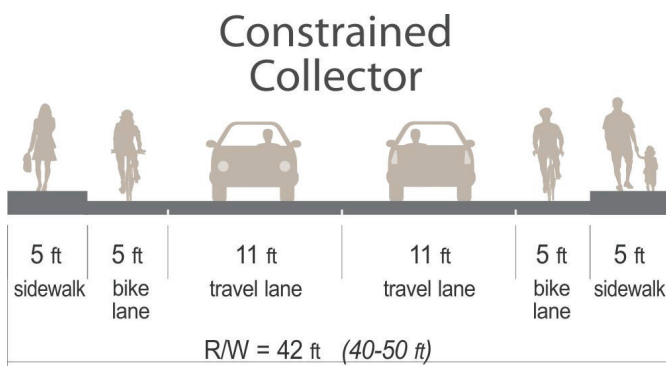 Constrained
Collector
5 ft 5 ft 11 ft 11 ft 5 ft 5 ft
sidewalk bike travel lane travel lane bike sidewalk
lane lane
R/W = 42 ft (40-50 ft)